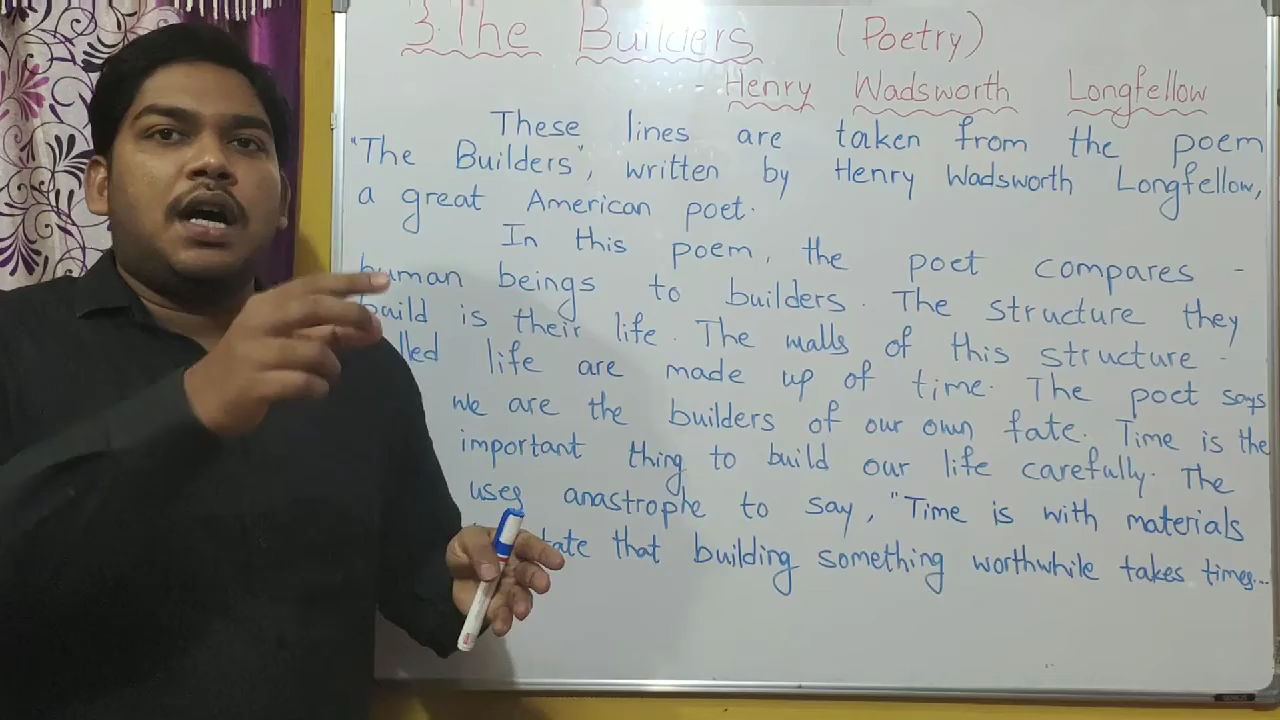 3. The Builders (Poetry)
- Henry Wadsworth Longfellow
These lines are taken from the poem
"The Builders", written by Henry Wadsworth Longfellow,
a great American poet.
In this poem, the poet compares -
human beings to builders. The structure they
build is their life. The walls of this structure -
life are made up of time. The poet says
we are the builders of our own fate. Time is the
important thing to build our life carefully. The
uses anastrophe to say, "Time is with materials
that building something worthwhile takes times...